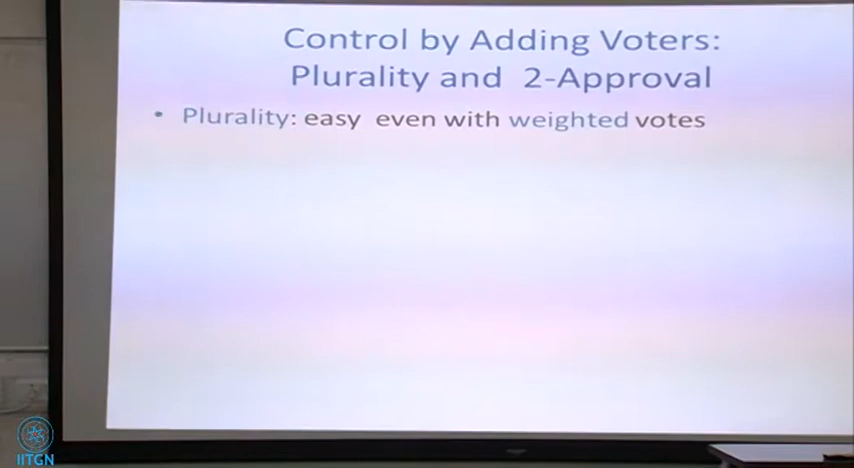 Control by Adding Voters:
Plurality and 2-Approval
• Plurality: easy even with weighted votes
IITGN